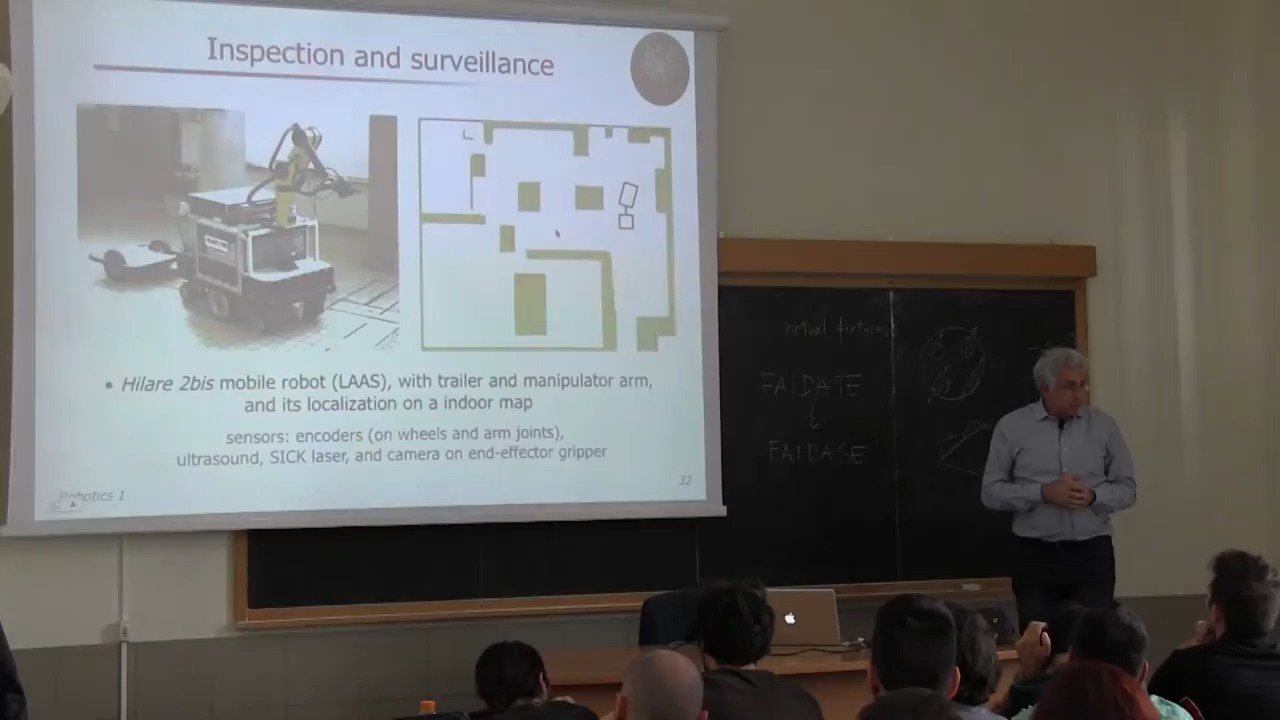 Inspection and surveillance
• Hilare 2bis mobile robot (LAAS), with trailer and manipulator arm,
and its localization on a indoor map
sensors: encoders (on wheels and arm joints),
ultrasound, SICK laser, and camera on end-effector gripper
Robotics 1
32
virtual fixtures
FAIDATE
&
FAIDASE